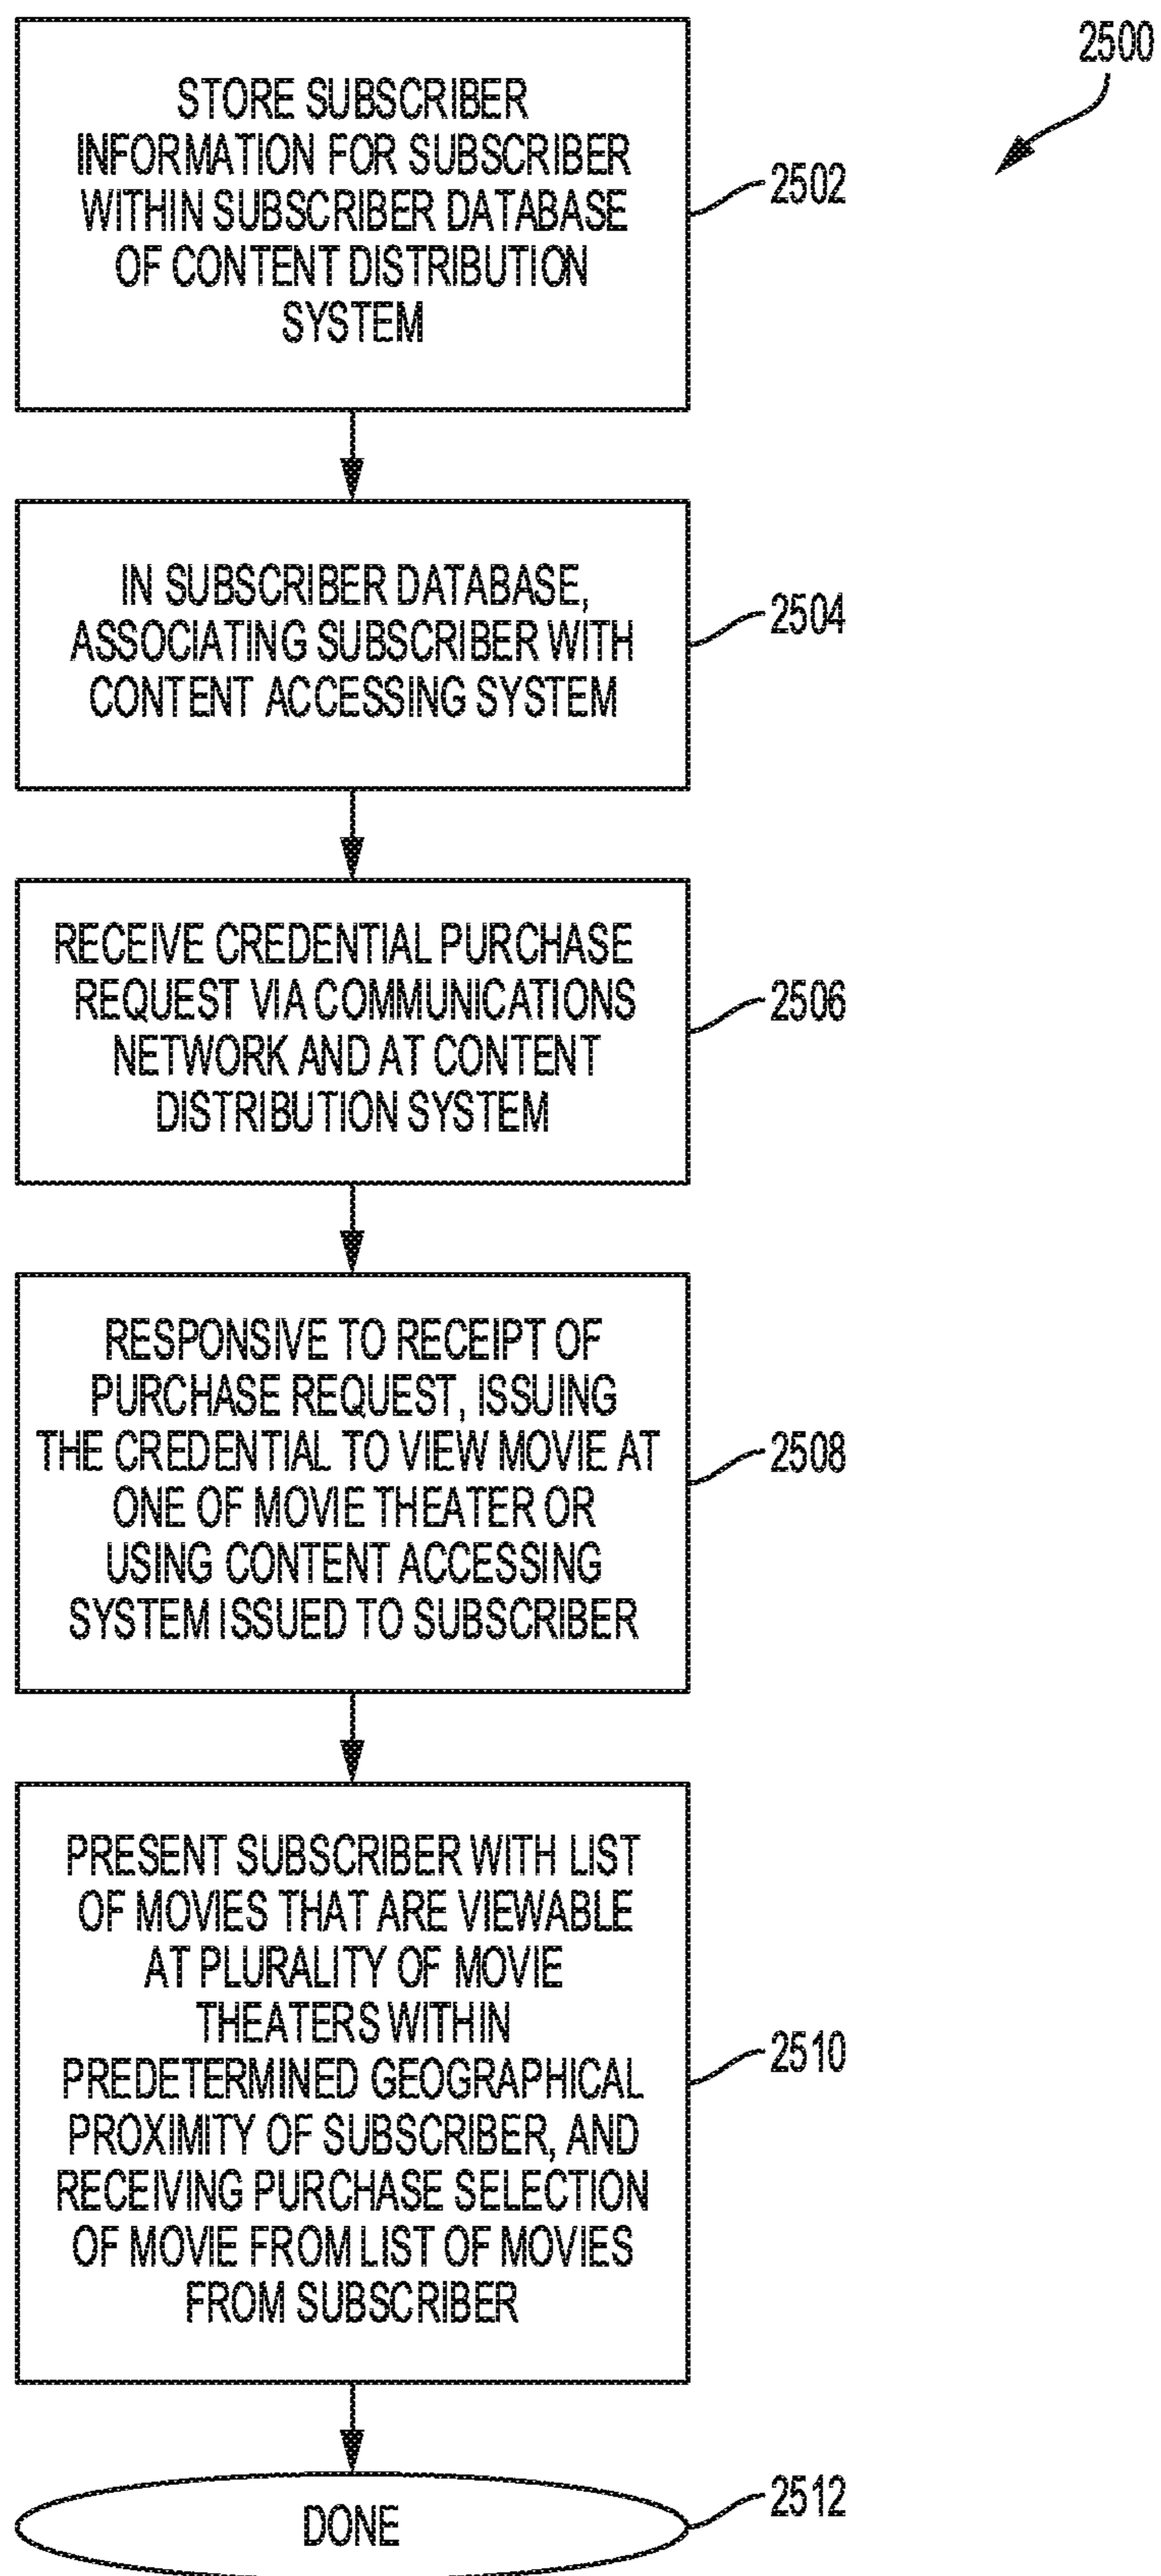 2500
STORE SUBSCRIBER
INFORMATION FOR SUBSCRIBER
WITHIN SUBSCRIBER DATABASE
OF CONTENT DISTRIBUTION
SYSTEM
2502
IN SUBSCRIBER DATABASE,
ASSOCIATING SUBSCRIBER WITH
CONTENT ACCESSING SYSTEM
2504
RECEIVE CREDENTIAL PURCHASE
REQUEST VIA COMMUNICATIONS
NETWORK AND AT CONTENT
DISTRIBUTION SYSTEM
2506
RESPONSIVE TO RECEIPT OF
PURCHASE REQUEST, ISSUING
THE CREDENTIAL TO VIEW MOVIE AT
ONE OF MOVIE THEATER OR
USING CONTENT ACCESSING
SYSTEM ISSUED TO SUBSCRIBER
2508
PRESENT SUBSCRIBER WITH LIST
OF MOVIES THAT ARE VIEWABLE
AT PLURALITY OF MOVIE
THEATERS WITHIN
PREDETERMINED GEOGRAPHICAL
PROXIMITY OF SUBSCRIBER, AND
RECEIVING PURCHASE SELECTION
OF MOVIE FROM LIST OF MOVIES
FROM SUBSCRIBER
2510
DONE
2512